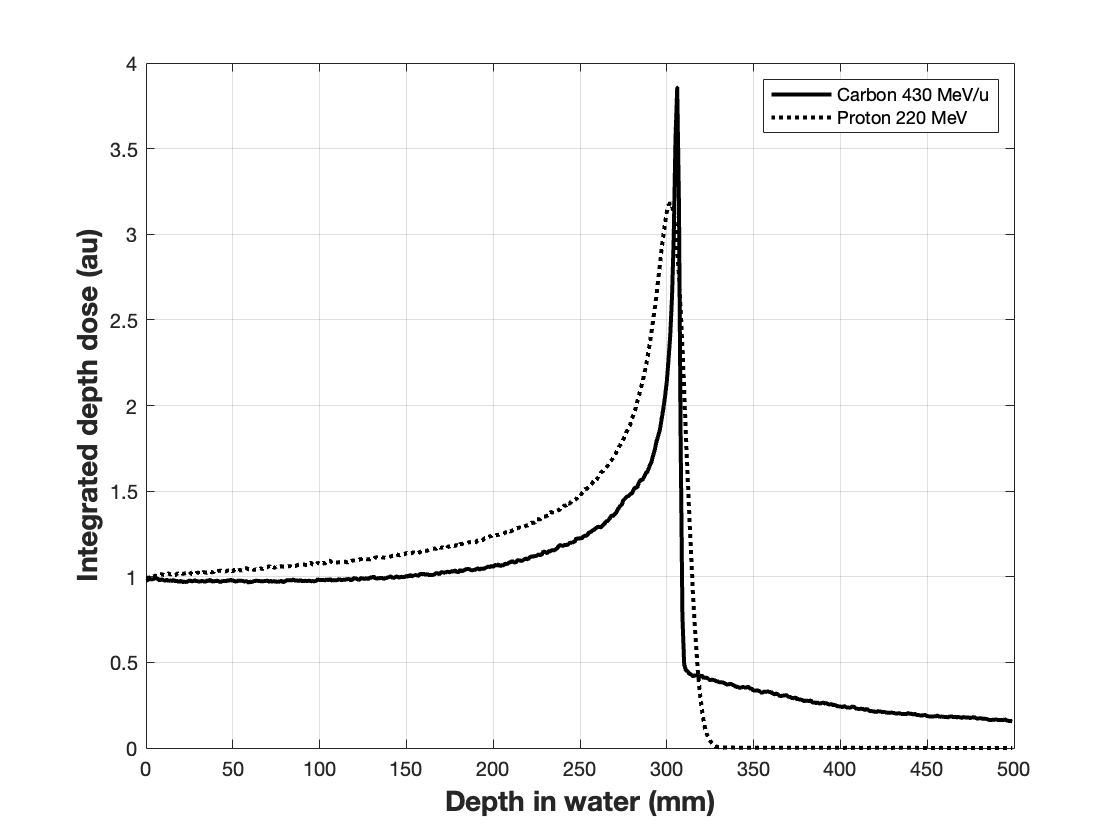 4
3.5
3
2.5
2
1.5
1
0.5
0
Integrated depth dose (au)
Carbon 430 MeV/u
Proton 220 MeV
0 50 100 150 200 250 300 350 400 450 500
Depth in water (mm)